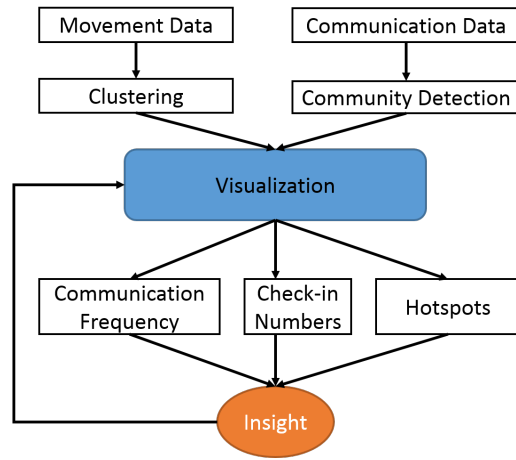 Movement Data
Communication Data
Clustering
Community Detection
Visualization
Communication
Frequency
Check-in
Numbers
Hotspots
Insight